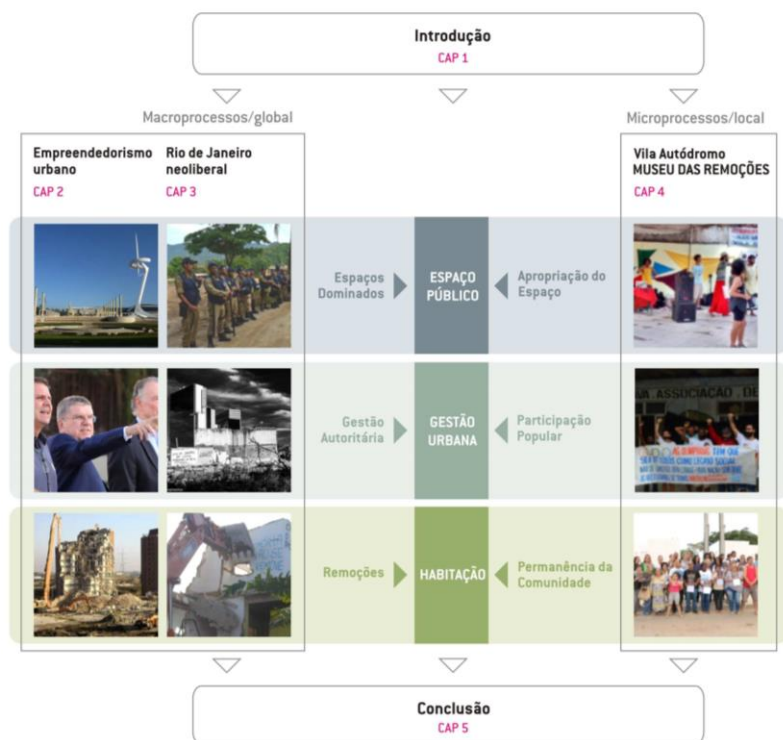 Introdução
CAP 1
Macroprocessos/global
Microprocessos/local
Empreendedorismo
urbano
CAP 2
Rio de Janeiro
neoliberal
CAP 3
Vila Autódromo
MUSEU DAS REMOÇÕES
CAP 4
Espaços
Dominados
ESPAÇO
PÚBLICO
Apropriação do
Espaço
Gestão
Autoritária
GESTÃO
URBANA
Participação
Popular
ASSOCIAÇÃO DE
Remoções
HABITAÇÃO
Permanência da
Comunidade
Conclusão
CAP 5